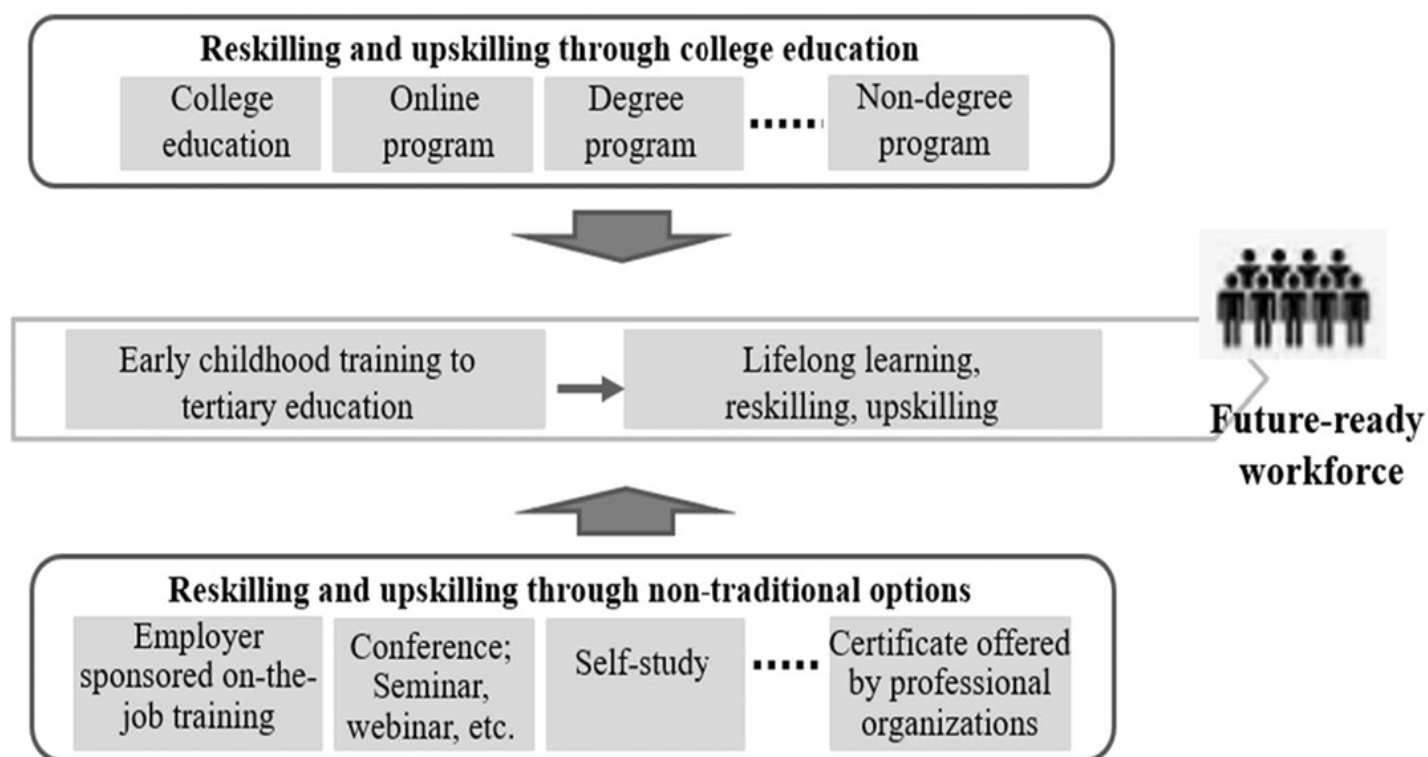 Reskilling and upskilling through college education
College
education
Online
program
Degree
program
Non-degree
program
Early childhood training to
tertiary education
Lifelong learning,
reskilling, upskilling
Future-ready
workforce
Reskilling and upskilling through non-traditional options
Employer
sponsored on-the-
job training
Conference;
Seminar,
webinar, etc.
Self-study
Certificate offered
by professional
organizations